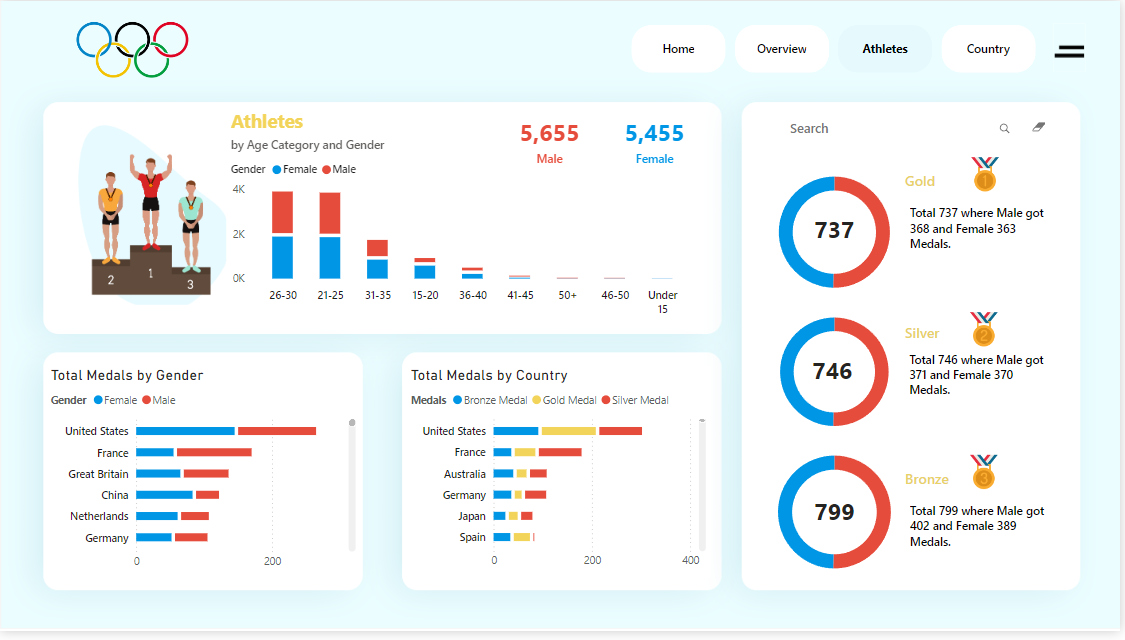 Home
Overview
Athletes
Country
Athletes
by Age Category and Gender
Gender Female Male
5,655
Male
5,455
Female
4K
2K
0K
26-30 21-25 31-35 15-20 36-40 41-45 50+ 46-50 Under
15
2 1 3
Search
737
Gold
1
Total 737 where Male got
368 and Female 363
Medals.
746
Silver
2
Total 746 where Male got
371 and Female 370
Medals.
799
Bronze
3
Total 799 where Male got
402 and Female 389
Medals.
Total Medals by Gender
Gender Female Male
United States
France
Great Britain
China
Netherlands
Germany
0 200
Total Medals by Country
Medals Bronze Medal Gold Medal Silver Medal
United States
France
Australia
Germany
Japan
Spain
0 200 400